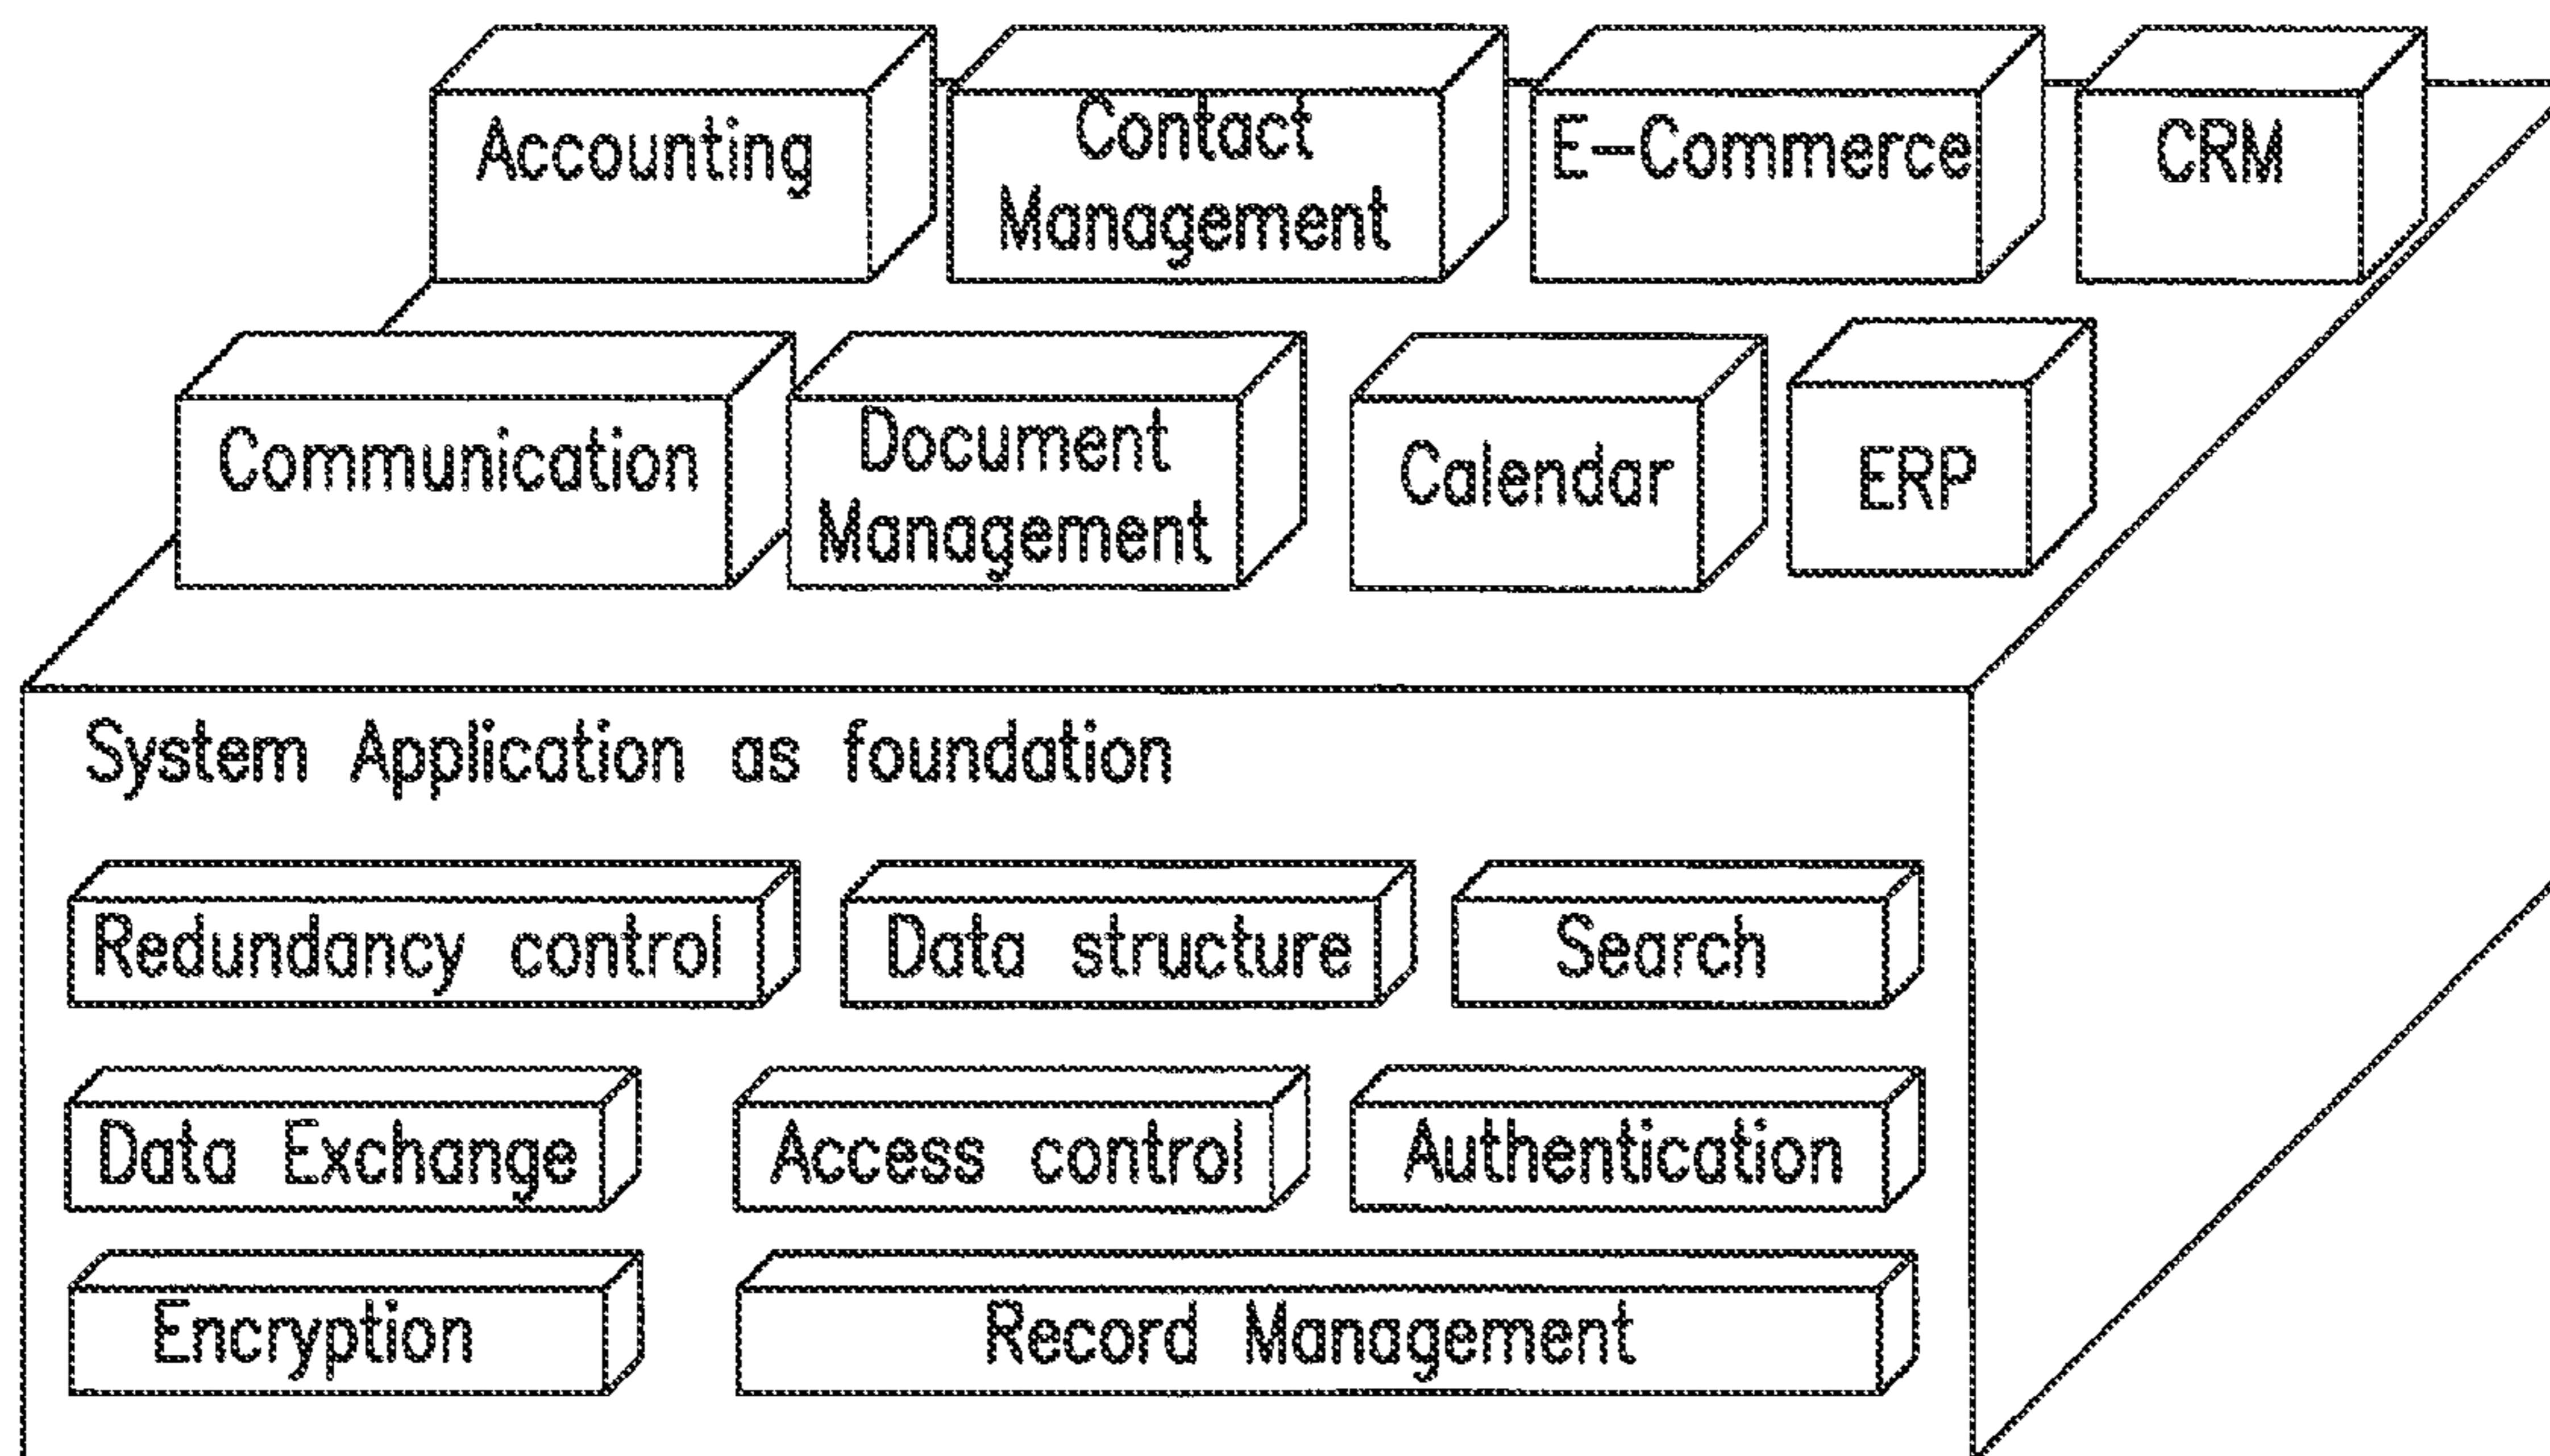 Accounting
Contact
Management
E-Commerce
CRM
Communication
Document
Management
Calendar
ERP
System Application as foundation
Redundancy control
Data structure
Search
Data Exchange
Access control
Authentication
Encryption
Record Management